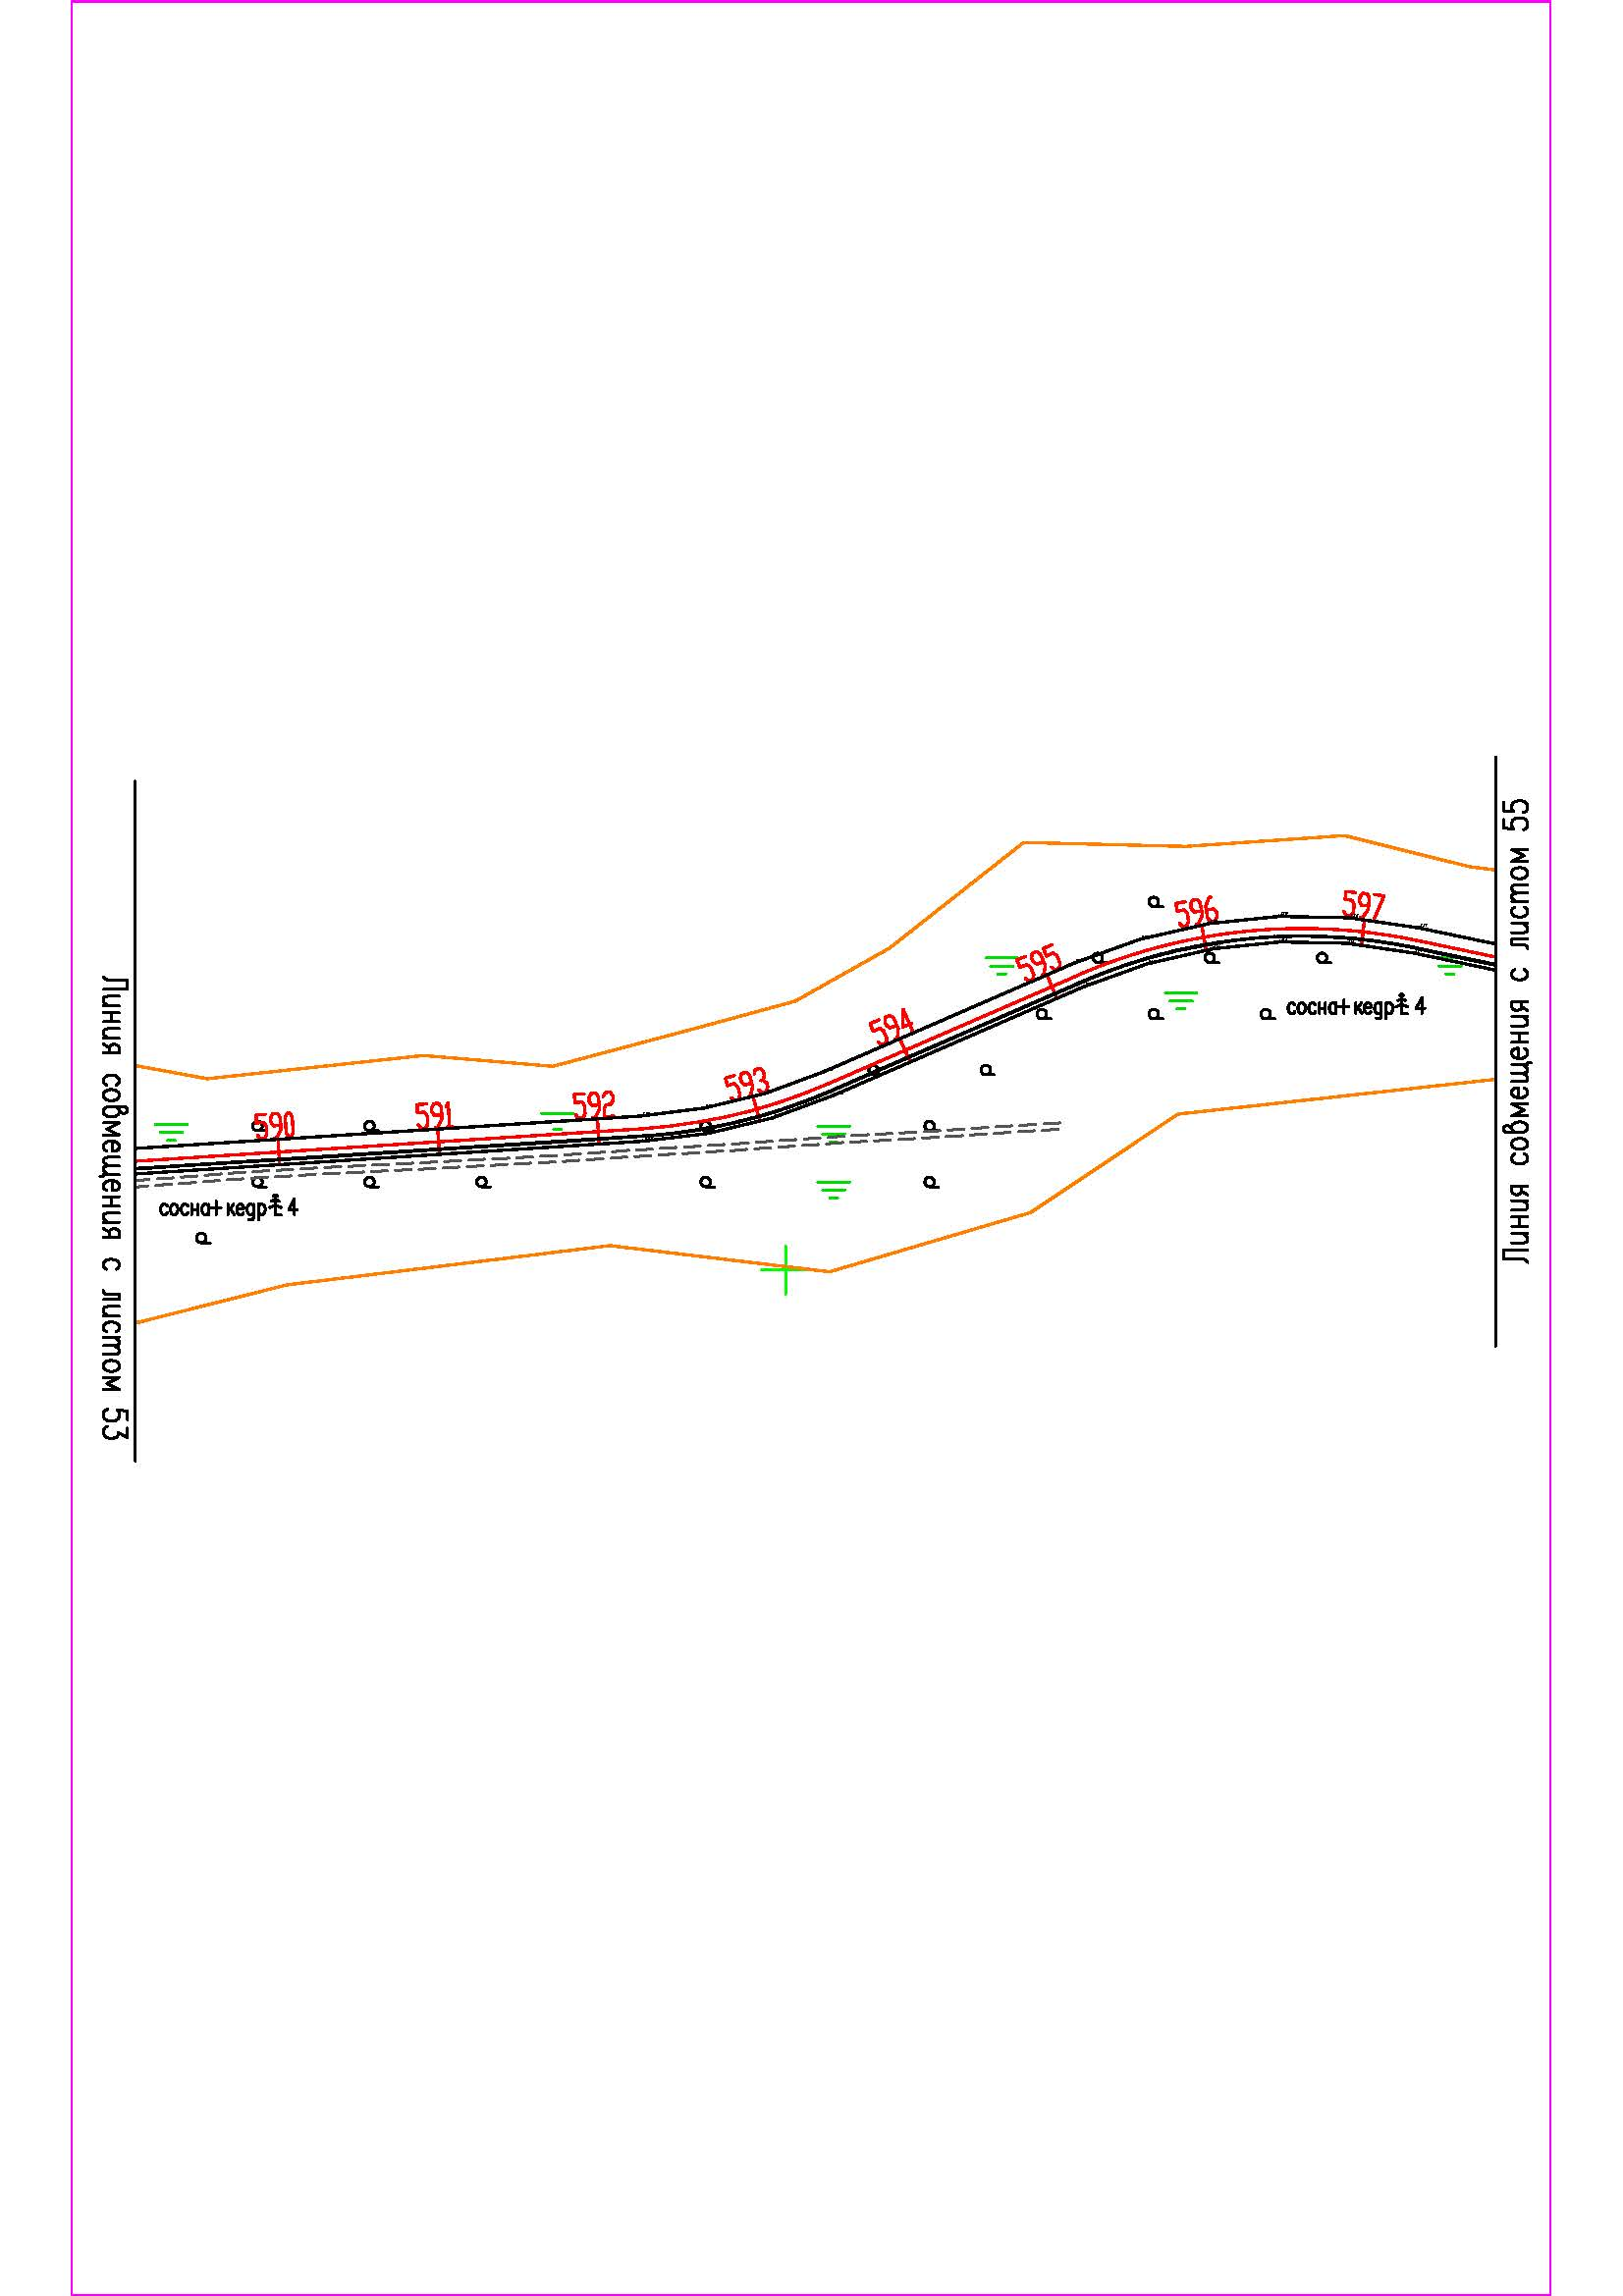 Линия совмещения с листом 55
597
596
595
594
593
592
591
590
сосна+кедр 4
сосна+кедр 4
Линия совмещения с листом 53